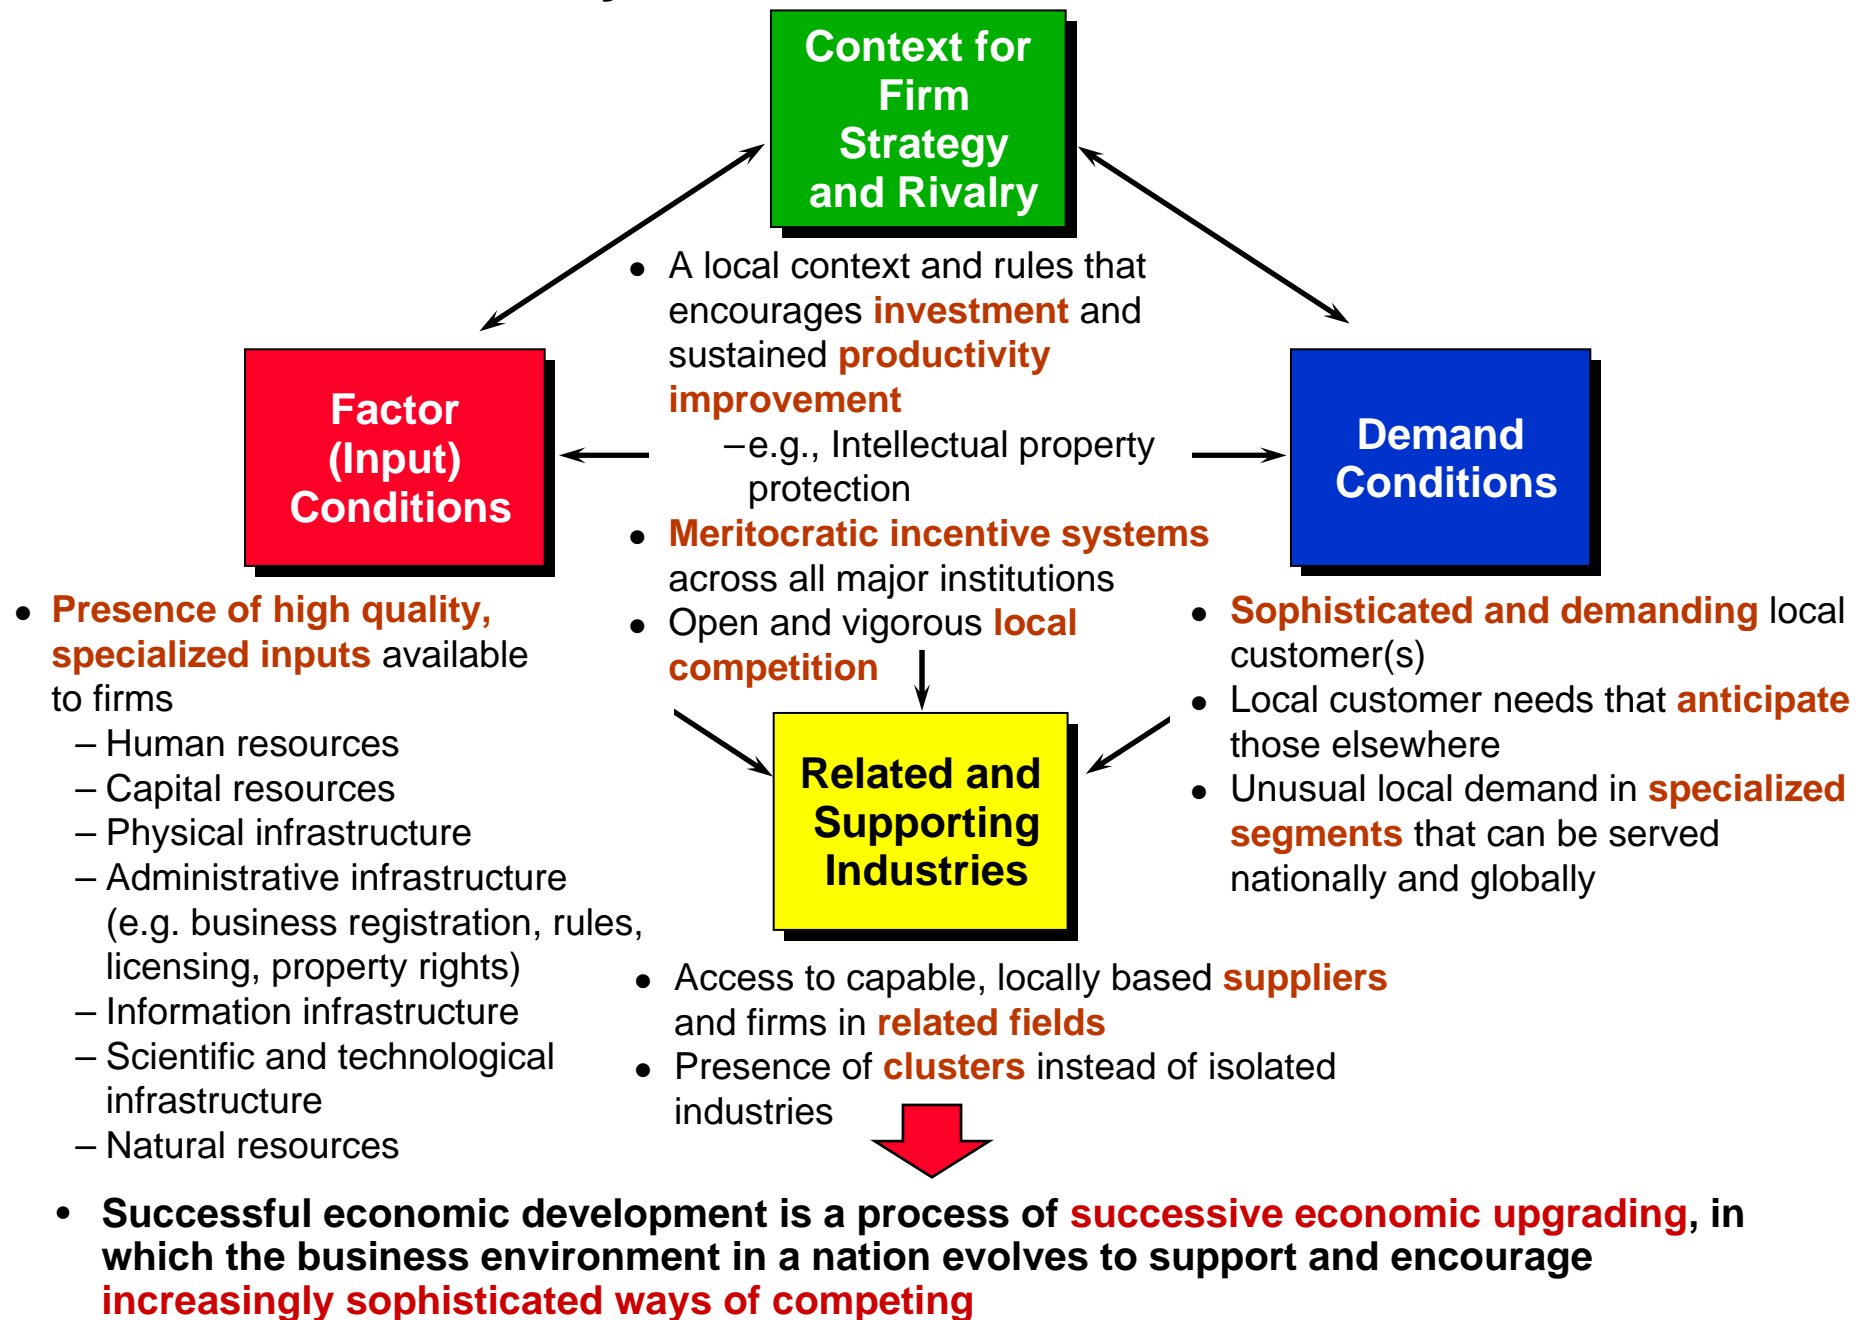 Context for
Firm
Strategy
and Rivalry
● A local context and rules that
encourages investment and
sustained productivity
improvement
–e.g., Intellectual property
protection
● Meritocratic incentive systems
across all major institutions
● Open and vigorous local
competition
Factor
(Input)
Conditions
● Presence of high quality,
specialized inputs available
to firms
– Human resources
– Capital resources
– Physical infrastructure
– Administrative infrastructure
(e.g. business registration, rules,
licensing, property rights)
– Information infrastructure
– Scientific and technological
infrastructure
– Natural resources
Demand
Conditions
● Sophisticated and demanding local
customer(s)
● Local customer needs that anticipate
those elsewhere
● Unusual local demand in specialized
segments that can be served
nationally and globally
Related and
Supporting
Industries
● Access to capable, locally based suppliers
and firms in related fields
● Presence of clusters instead of isolated
industries
• Successful economic development is a process of successive economic upgrading, in
which the business environment in a nation evolves to support and encourage
increasingly sophisticated ways of competing